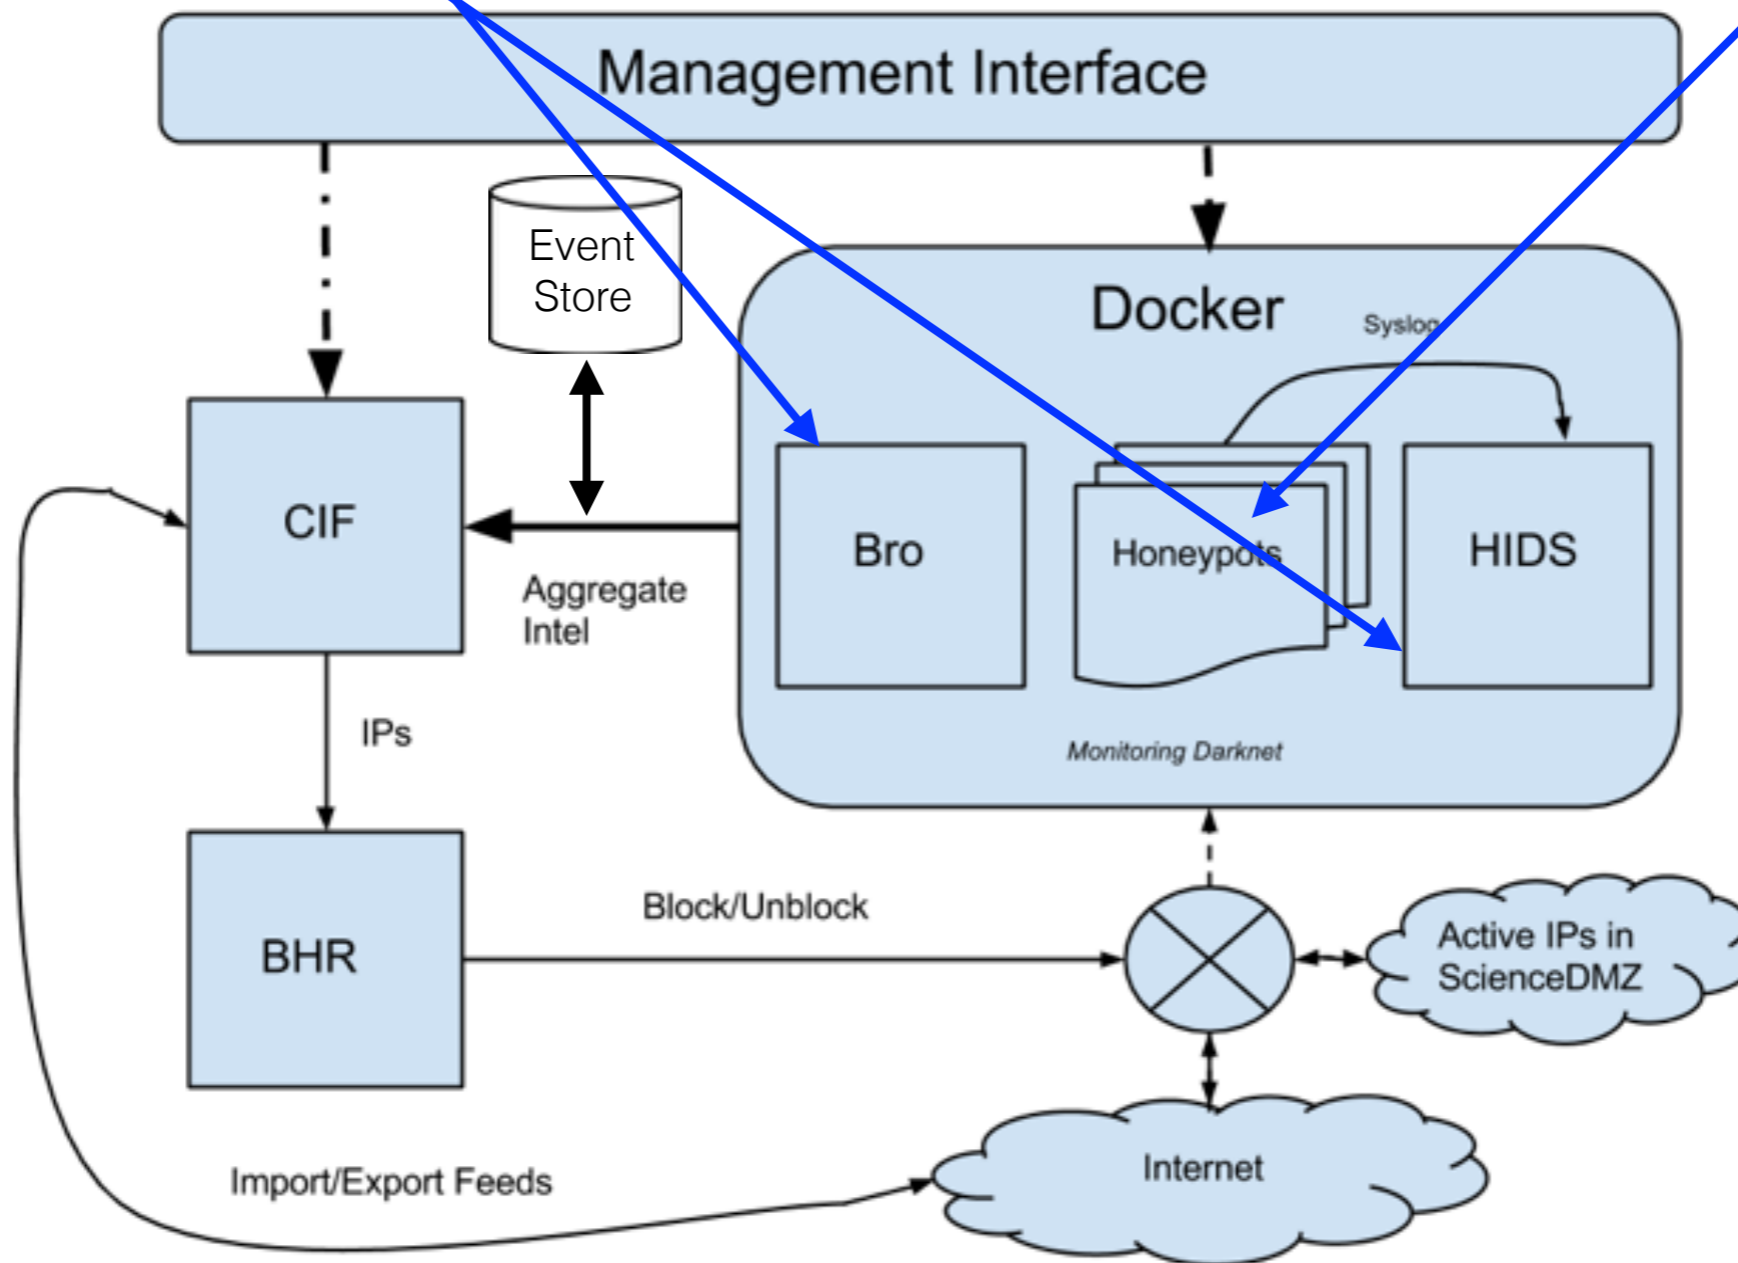 Management Interface
Event
Store
Docker
Syslog
CIF
Bro
Honeypots
HIDS
Aggregate
Intel
IPs
Monitoring Darknet
Block/Unblock
BHR
Active IPs in
ScienceDMZ
Import/Export Feeds
Internet